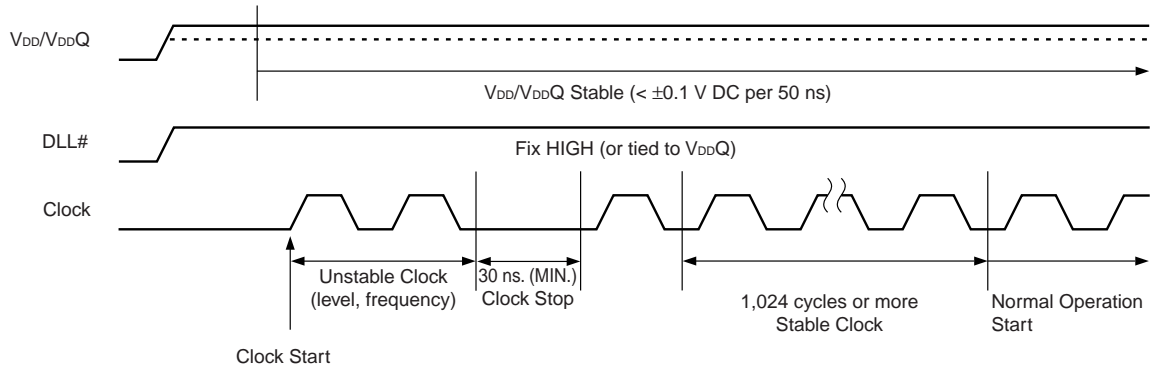 VDD/VDDQ
VDD/VDDQ Stable (< ±0.1 V DC per 50 ns)
DLL#
Fix HIGH (or tied to VDDQ)
Clock
Unstable Clock
(level, frequency)
30 ns. (MIN.)
Clock Stop
1,024 cycles or more
Stable Clock
Normal Operation
Start
Clock Start